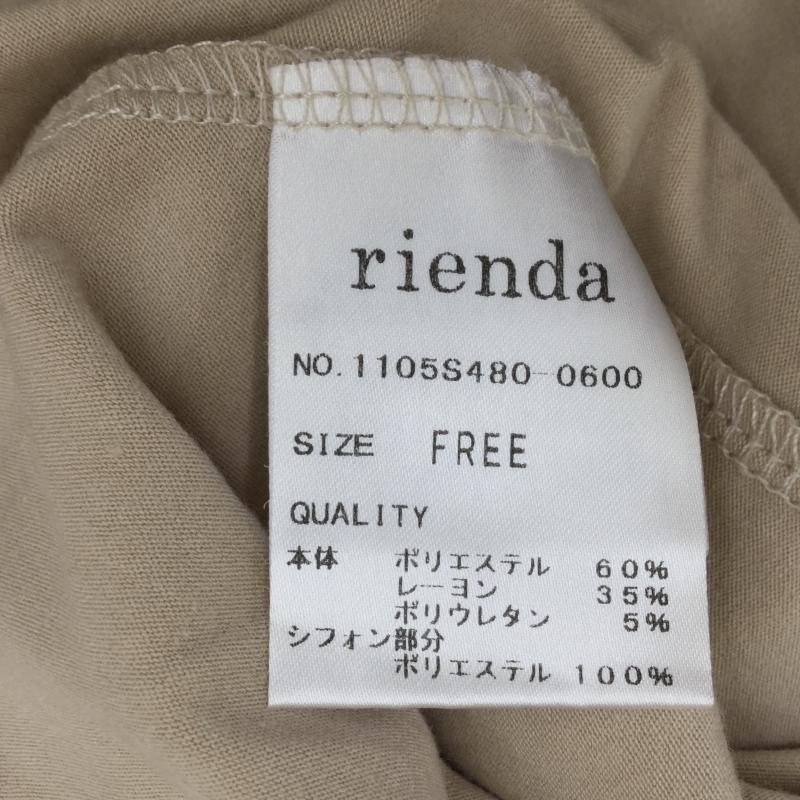 rienda
NO.1105S480-0600
SIZE FREE
QUALITY
本体 ポリエステル 60%
レーヨン 35%
ポリウレタン 5%
シフォン部分
ポリエステル 100%